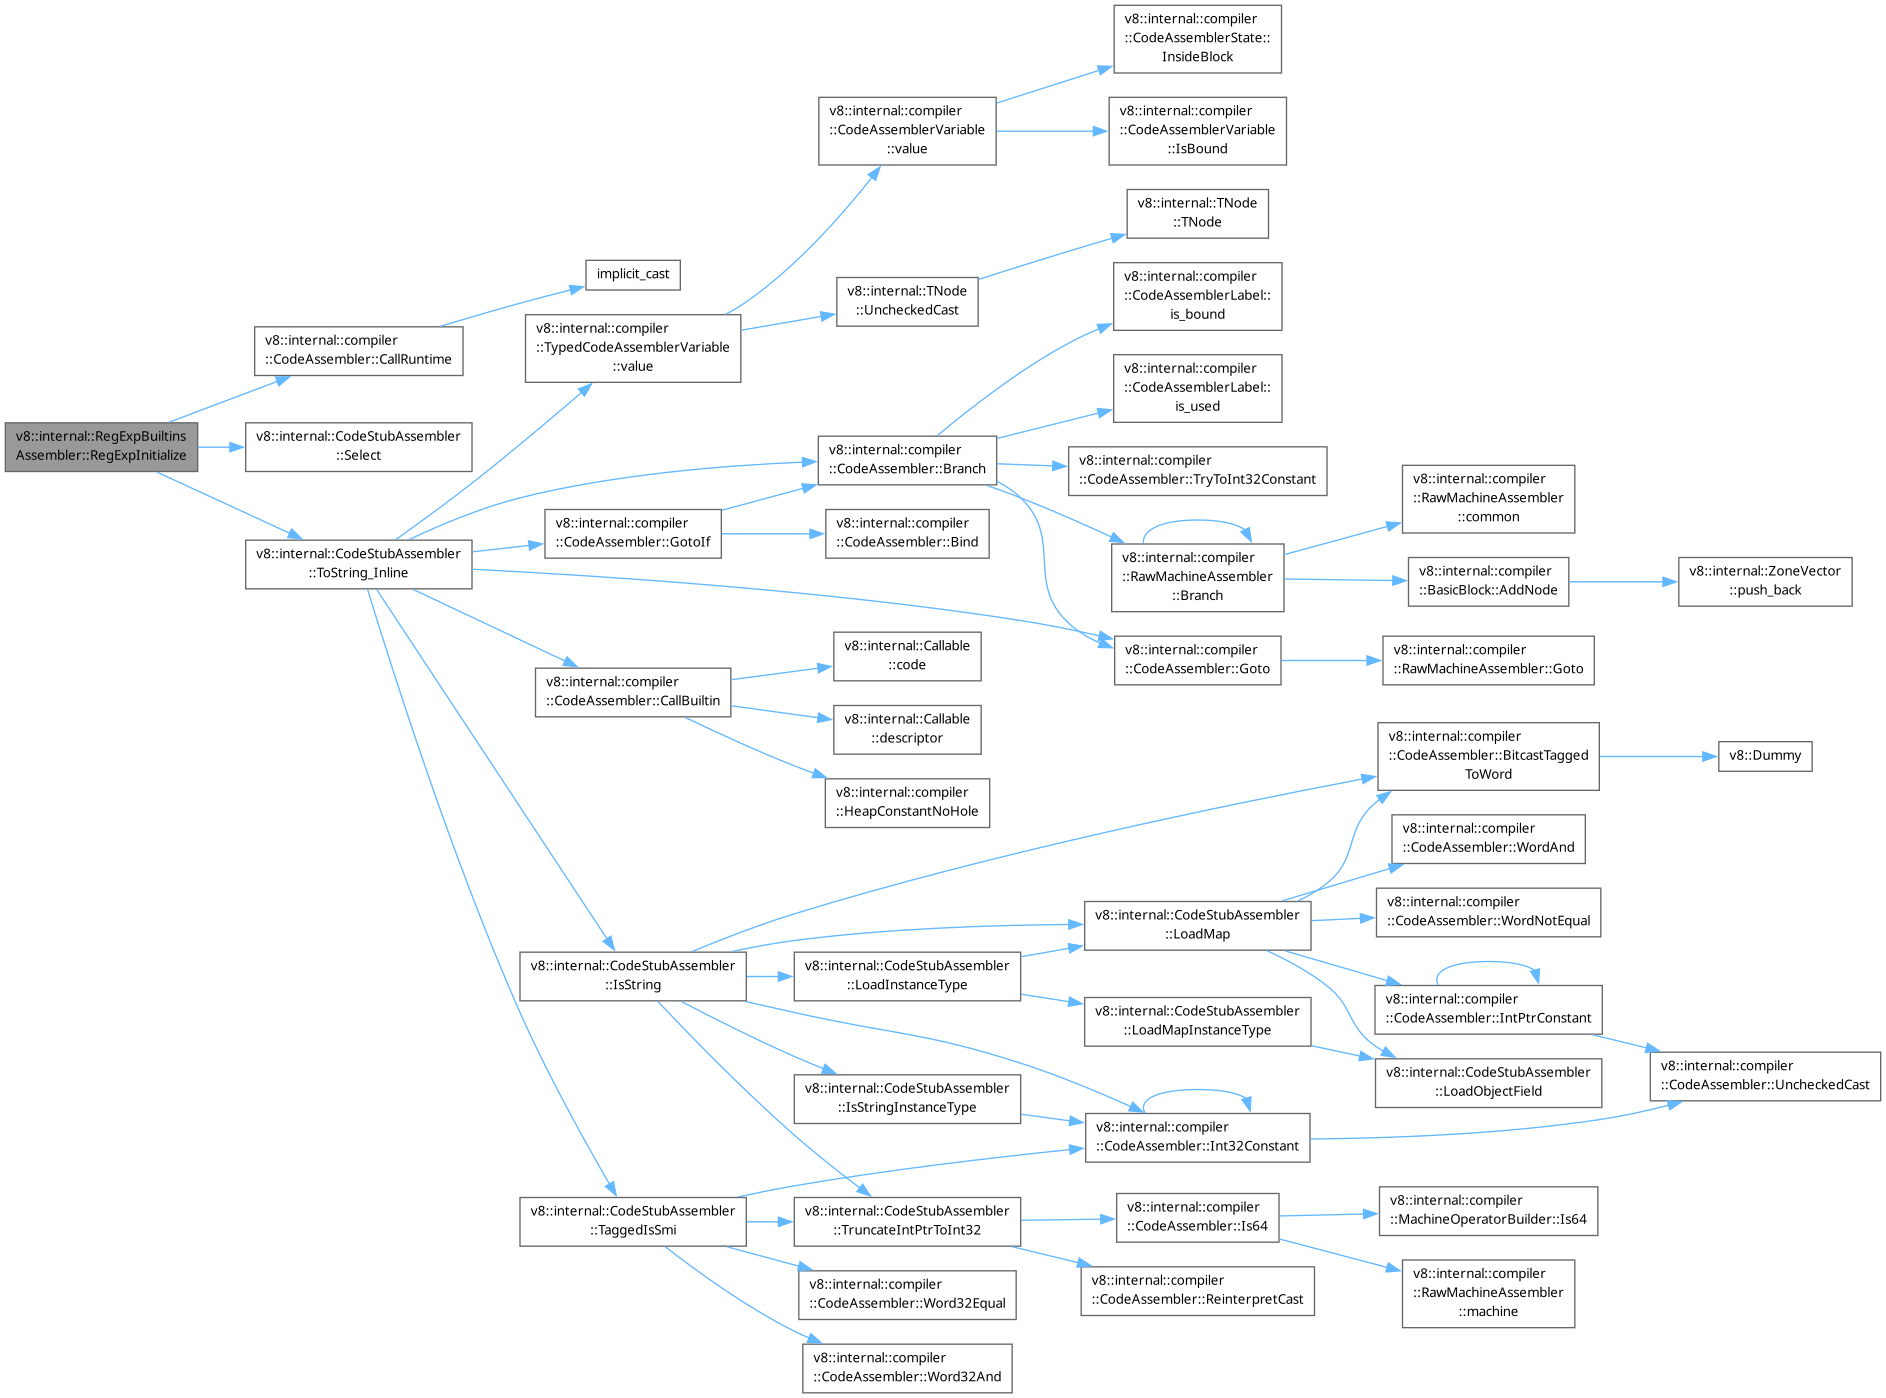 v8::internal::RegExpBuiltins
Assembler::RegExpInitialize
v8::internal::compiler
::CodeAssembler::CallRuntime
implicit_cast
v8::internal::CodeStubAssembler
::Select
v8::internal::CodeStubAssembler
::ToString_Inline
v8::internal::compiler
::TypedCodeAssemblerVariable
::value
v8::internal::compiler
::CodeAssemblerVariable
::value
v8::internal::compiler
::CodeAssemblerState::
InsideBlock
v8::internal::compiler
::CodeAssemblerVariable
::IsBound
v8::internal::TNode
::UncheckedCast
v8::internal::TNode
::TNode
v8::internal::compiler
::CodeAssembler::Branch
v8::internal::compiler
::CodeAssemblerLabel::
is_bound
v8::internal::compiler
::CodeAssemblerLabel::
is_used
v8::internal::compiler
::CodeAssembler::TryToInt32Constant
v8::internal::compiler
::RawMachineAssembler
::Branch
v8::internal::compiler
::RawMachineAssembler
::common
v8::internal::compiler
::BasicBlock::AddNode
v8::internal::ZoneVector
::push_back
v8::internal::compiler
::CodeAssembler::GotoIf
v8::internal::compiler
::CodeAssembler::Bind
v8::internal::compiler
::CodeAssembler::Goto
v8::internal::compiler
::RawMachineAssembler::Goto
v8::internal::compiler
::CodeAssembler::CallBuiltin
v8::internal::Callable
::code
v8::internal::Callable
::descriptor
v8::internal::compiler
::HeapConstantNoHole
v8::internal::CodeStubAssembler
::IsString
v8::internal::compiler
::CodeAssembler::BitcastTagged
ToWord
v8::Dummy
v8::internal::CodeStubAssembler
::LoadMap
v8::internal::compiler
::CodeAssembler::WordAnd
v8::internal::compiler
::CodeAssembler::WordNotEqual
v8::internal::compiler
::CodeAssembler::IntPtrConstant
v8::internal::CodeStubAssembler
::LoadInstanceType
v8::internal::CodeStubAssembler
::LoadMapInstanceType
v8::internal::CodeStubAssembler
::LoadObjectField
v8::internal::compiler
::CodeAssembler::UncheckedCast
v8::internal::CodeStubAssembler
::IsStringInstanceType
v8::internal::compiler
::CodeAssembler::Int32Constant
v8::internal::CodeStubAssembler
::TaggedIsSmi
v8::internal::CodeStubAssembler
::TruncateIntPtrToInt32
v8::internal::compiler
::CodeAssembler::Is64
v8::internal::compiler
::MachineOperatorBuilder::Is64
v8::internal::compiler
::RawMachineAssembler
::machine
v8::internal::compiler
::CodeAssembler::ReinterpretCast
v8::internal::compiler
::CodeAssembler::Word32Equal
v8::internal::compiler
::CodeAssembler::Word32And